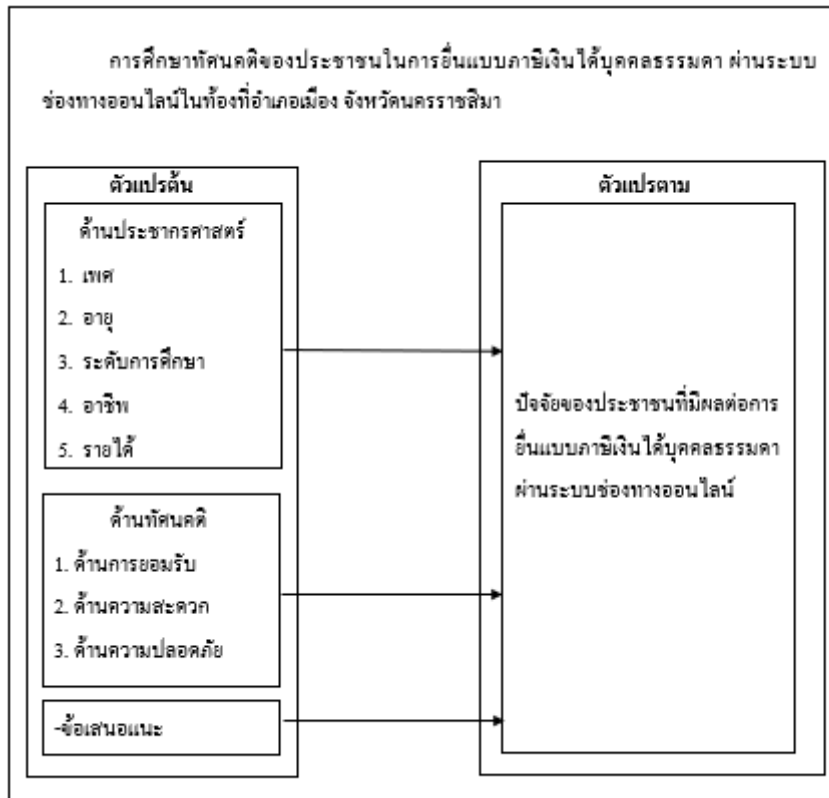 การศึกษาทัศนคติของประชาชนในการยื่นแบบภาษีเงินได้บุคคลธรรมดา ผ่านระบบ
ช่องทางออนไลน์ในท้องที่อำเภอเมือง จังหวัดนครราชสีมา
ตัวแปรต้น
ด้านประชากรศาสตร์
1. เพศ
2. อายุ
3. ระดับการศึกษา
4. อาชีพ
5. รายได้
ด้านทัศนคติ
1. ด้านการยอมรับ
2. ด้านความสะดวก
3. ด้านความปลอดภัย
-ข้อเสนอแนะ
ตัวแปรตาม
ปัจจัยของประชาชนที่มีผลต่อการ
ยื่นแบบภาษีเงินได้บุคคลธรรมดา
ผ่านระบบช่องทางออนไลน์